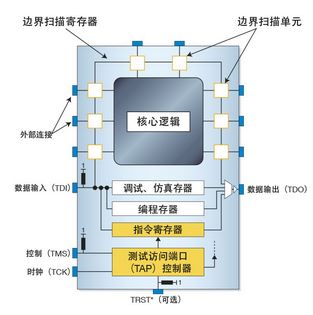 边界扫描寄存器
边界扫描单元
外部连接
核心逻辑
数据输入（TDI）
调试、仿真存器
数据输出（TDO）
编程存器
指令寄存器
控制（TMS）
时钟（TCK）
测试访问端口
（TAP）控制器
TRST*（可选）
1
1
1